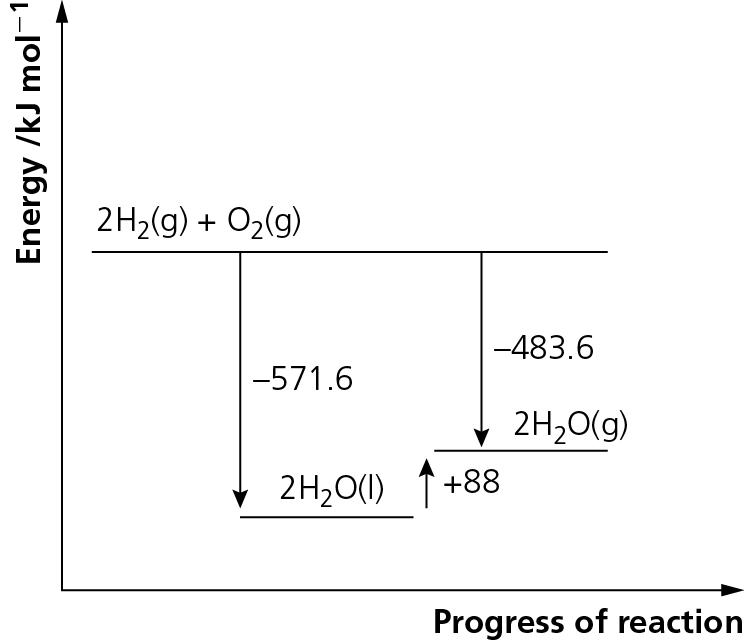 Energy /kJ mol⁻¹
2H₂(g) + O₂(g)
–483.6
–571.6
2H₂O(g)
2H₂O(l)
+88
Progress of reaction